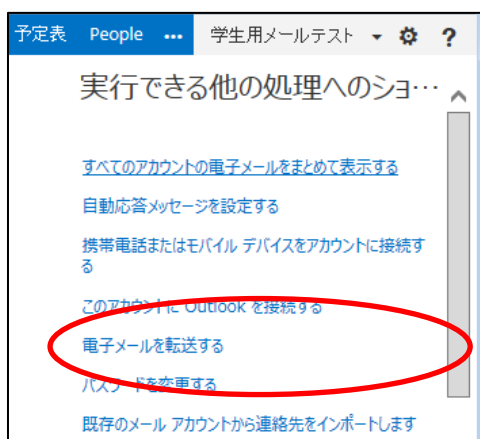 予定表 People ••• 学生用メールテスト ?
実行できる他の処理へのショ…
すべてのアカウントの電子メールをまとめて表示する
自動応答メッセージを設定する
携帯電話またはモバイル デバイスをアカウントに接続す
る
このアカウントに Outlook を接続する
電子メールを転送する
パスワードを変更する
既存のメール アカウントから連絡先をインポートします